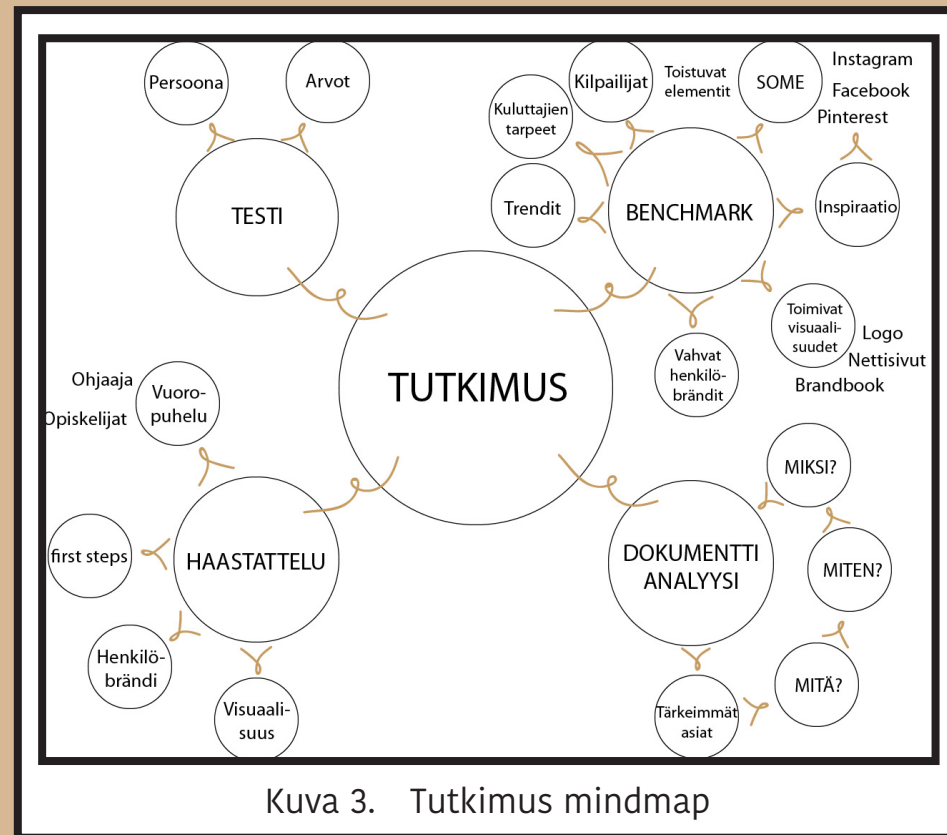 Persoona
Arvot
TESTI
Kilpailijat
Toistuvat
elementit
SOME
Instagram
Facebook
Pinterest
Kuluttajien
tarpeet
Trendit
BENCHMARK
Inspiraatio
Toimivat
visuaali-
suudet
Logo
Nettisivut
Brandbook
Vahvat
henkilö-
brändit
TUTKIMUS
Ohjaaja
Opiskelijat
Vuoro-
puhelu
first steps
HAASTATTELU
Henkilö-
brändi
Visuaali-
suus
DOKUMENTTI
ANALYYSI
MIKSI?
MITEN?
MITÄ?
Tärkeimmät
asiat
Kuva 3. Tutkimus mindmap